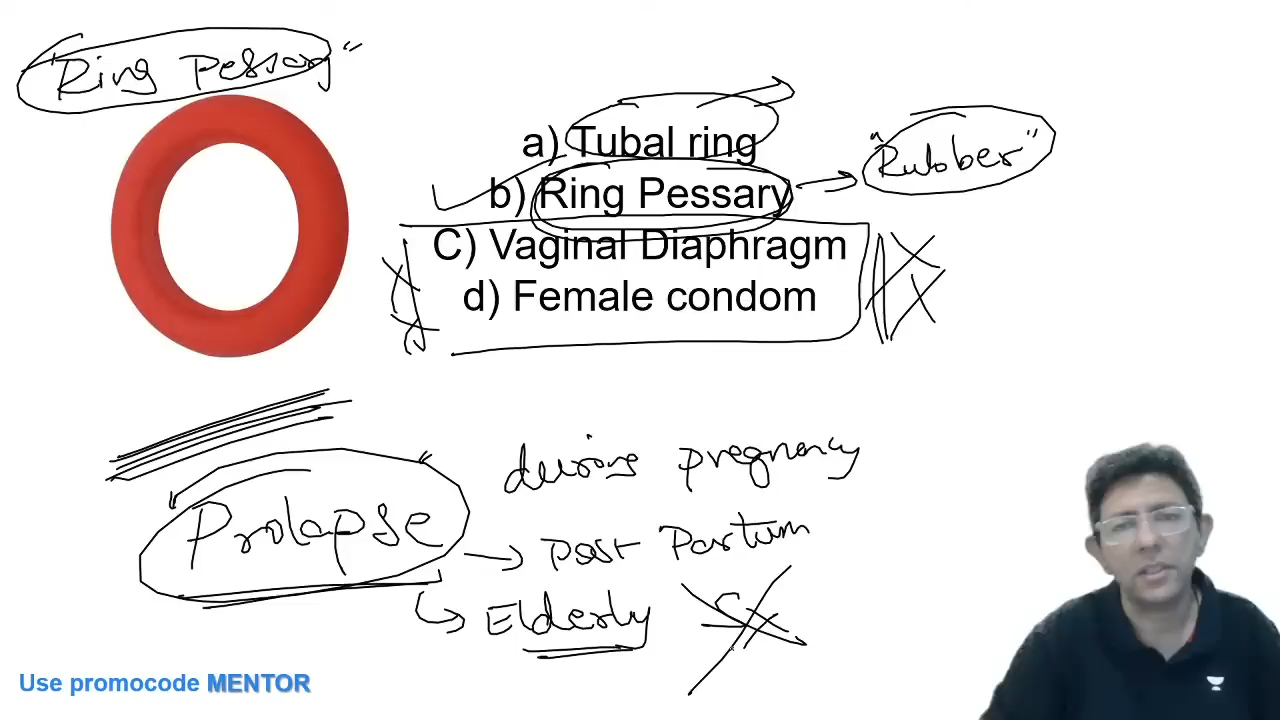 "Ring Pessary"
a) Tubal ring
b) Ring Pessary
"Rubber"
C) Vaginal Diaphragm
d) Female condom
Prolapse
during pregnancy
Post Partum
Elderly
Sx
Use promocode MENTOR